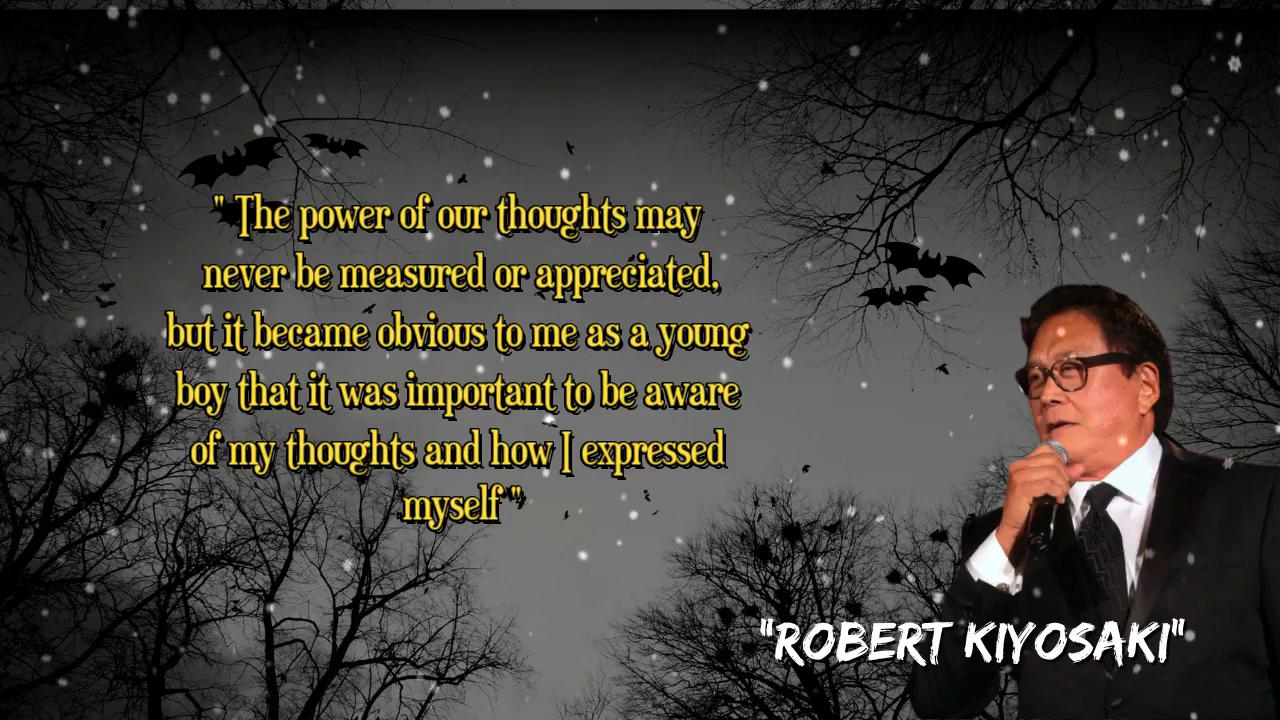 " The power of our thoughts may
never be measured or appreciated,
but it became obvious to me as a young
boy that it was important to be aware
of my thoughts and how I expressed
myself "
"ROBERT KIYOSAKI"